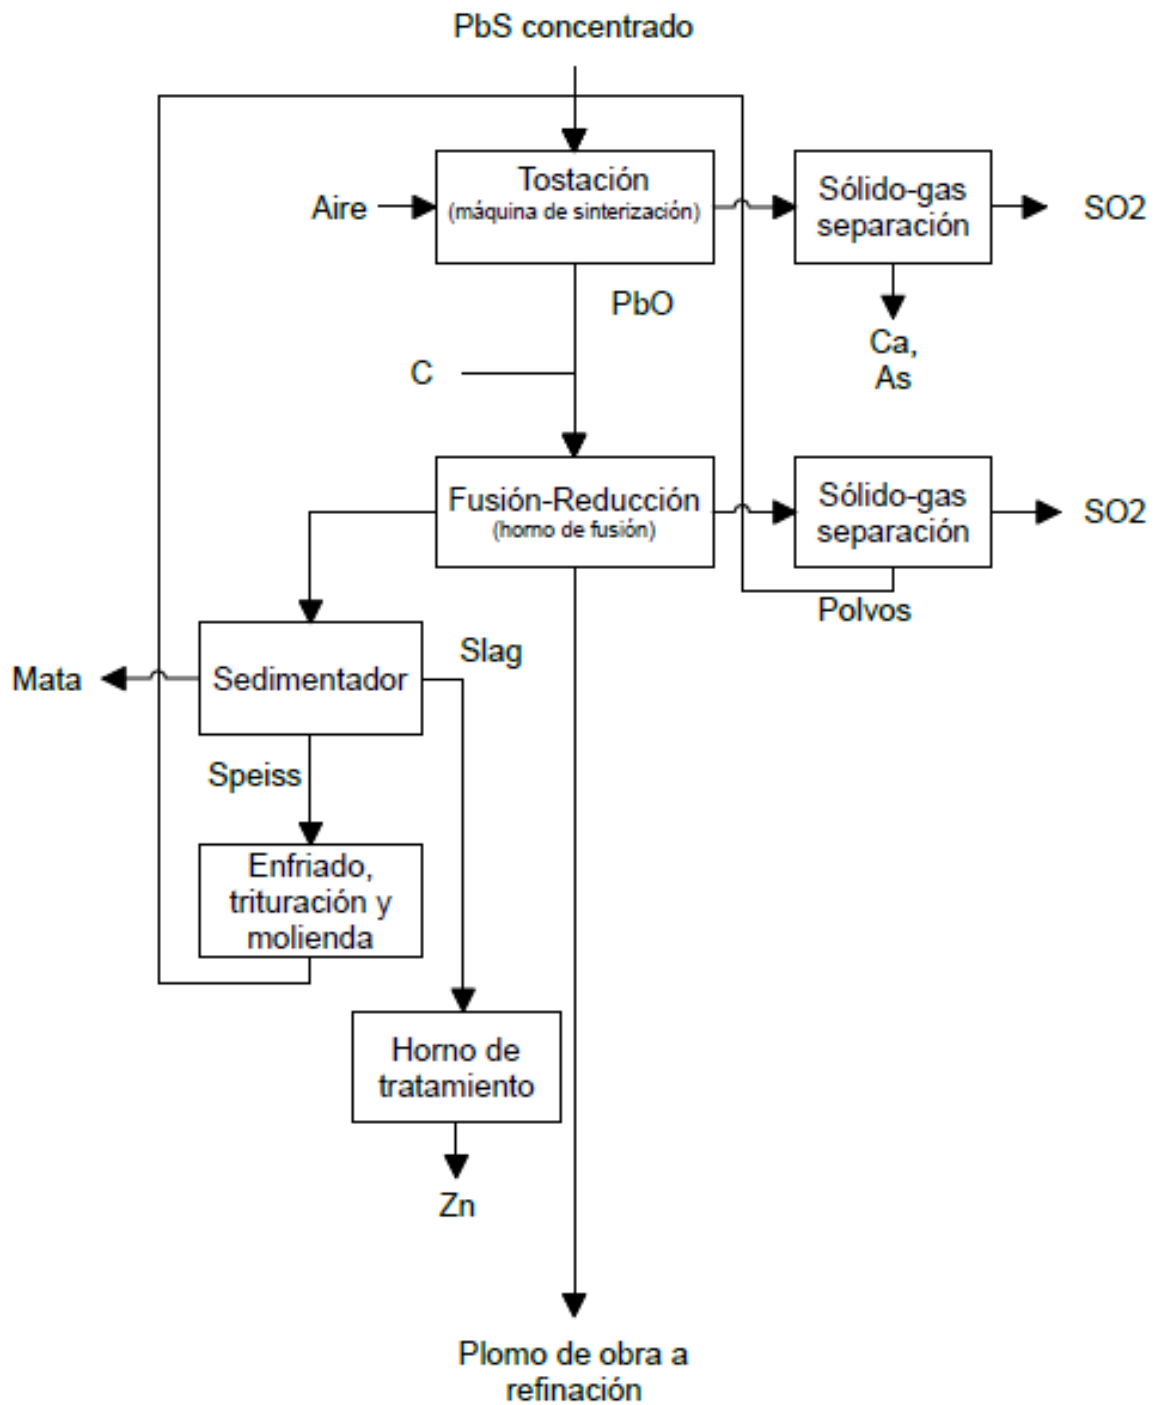 PbS concentrado
Tostación
(máquina de sinterización)
Aire
Sólido-gas
separación
SO2
PbO
Ca,
As
C
Fusión-Reducción
(horno de fusión)
Sólido-gas
separación
SO2
Polvos
Slag
Mata
Sedimentador
Speiss
Enfriado,
trituración y
molienda
Horno de
tratamiento
Zn
Plomo de obra a
refinación